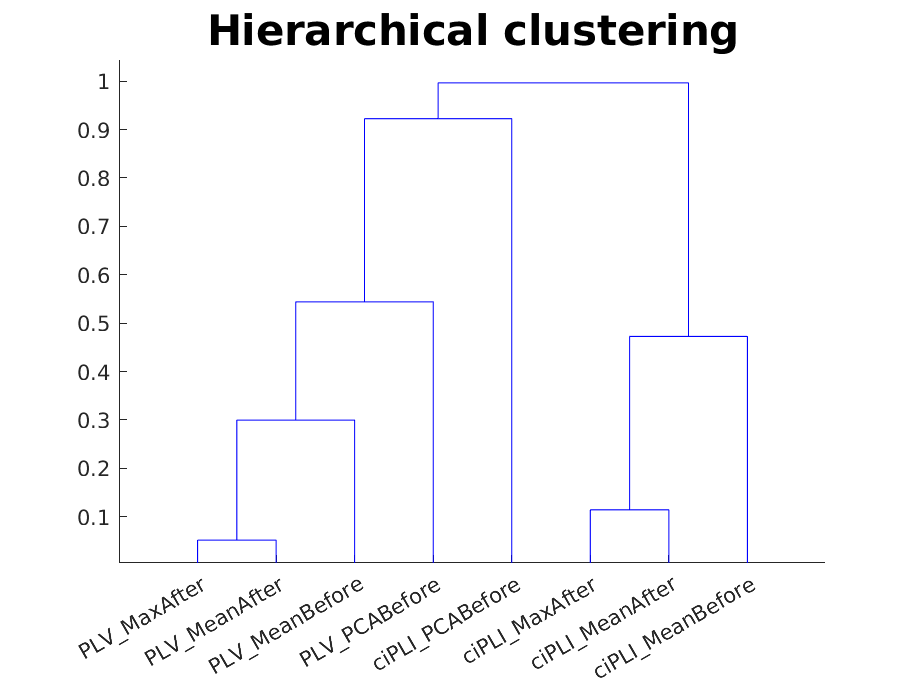 Hierarchical clustering
1
0.9
0.8
0.7
0.6
0.5
0.4
0.3
0.2
0.1
PLV_MaxAfter
PLV_MeanAfter
PLV_MeanBefore
PLV_PCABefore
ciPLI_PCABefore
ciPLI_MaxAfter
ciPLI_MeanAfter
ciPLI_MeanBefore